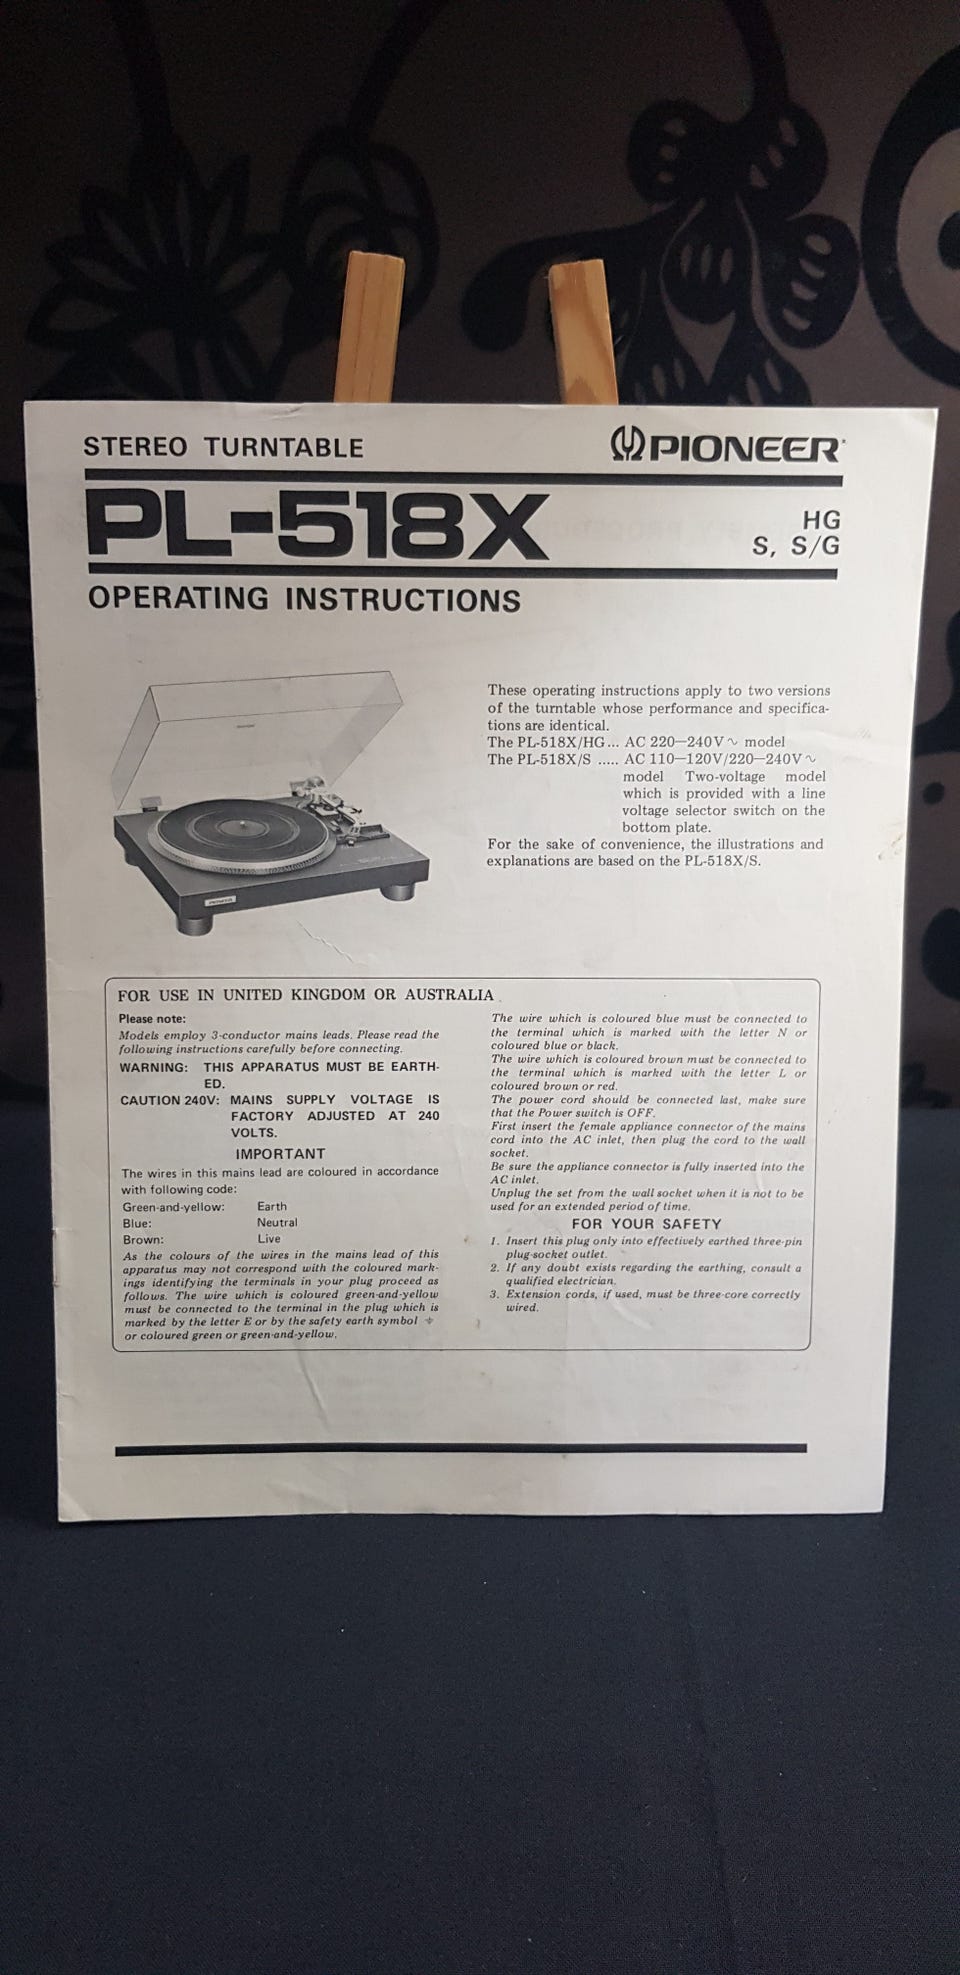 STEREO TURNTABLE
PIONEER
PL-518X
HG
S, S/G
OPERATING INSTRUCTIONS
These operating instructions apply to two versions
of the turntable whose performance and specifica-
tions are identical.
The PL-518X/HG... AC 220—240V∿ model
The PL-518X/S ..... AC 110—120V/220—240V∿
model Two-voltage model
which is provided with a line
voltage selector switch on the
bottom plate.
For the sake of convenience, the illustrations and
explanations are based on the PL-518X/S.
PIONEER
FOR USE IN UNITED KINGDOM OR AUSTRALIA
Please note:
Models employ 3-conductor mains leads. Please read the
following instructions carefully before connecting.
WARNING: THIS APPARATUS MUST BE EARTH-
ED.
CAUTION 240V: MAINS SUPPLY VOLTAGE IS
FACTORY ADJUSTED AT 240
VOLTS.
IMPORTANT
The wires in this mains lead are coloured in accordance
with following code:
Green-and-yellow: Earth
Blue: Neutral
Brown: Live
As the colours of the wires in the mains lead of this
apparatus may not correspond with the coloured mark-
ings identifying the terminals in your plug proceed as
follows. The wire which is coloured green-and-yellow
must be connected to the terminal in the plug which is
marked by the letter E or by the safety earth symbol ⏚
or coloured green or green-and-yellow.
The wire which is coloured blue must be connected to
the terminal which is marked with the letter N or
coloured blue or black.
The wire which is coloured brown must be connected to
the terminal which is marked with the letter L or
coloured brown or red.
The power cord should be connected last, make sure
that the Power switch is OFF.
First insert the female appliance connector of the mains
cord into the AC inlet, then plug the cord to the wall
socket.
Be sure the appliance connector is fully inserted into the
AC inlet.
Unplug the set from the wall socket when it is not to be
used for an extended period of time.
FOR YOUR SAFETY
1. Insert this plug only into effectively earthed three-pin
plug-socket outlet.
2. If any doubt exists regarding the earthing, consult a
qualified electrician.
3. Extension cords, if used, must be three-core correctly
wired.